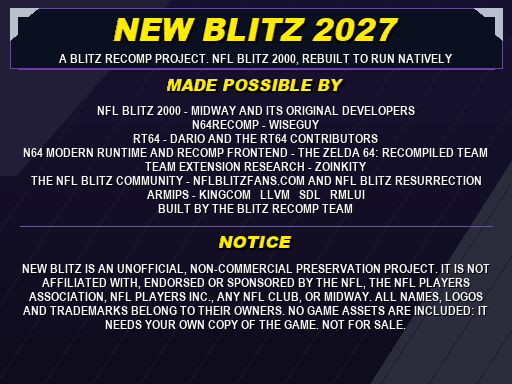 NEW BLITZ 2027
A BLITZ RECOMP PROJECT. NFL BLITZ 2000, REBUILT TO RUN NATIVELY
MADE POSSIBLE BY
NFL BLITZ 2000 - MIDWAY AND ITS ORIGINAL DEVELOPERS
N64RECOMP - WISEGUY
RT64 - DARIO AND THE RT64 CONTRIBUTORS
N64 MODERN RUNTIME AND RECOMP FRONTEND - THE ZELDA 64: RECOMPILED TEAM
TEAM EXTENSION RESEARCH - ZOINKITY
THE NFL BLITZ COMMUNITY - NFLBLITZFANS.COM AND NFL BLITZ RESURRECTION
ARMIPS - KINGCOM   LLVM   SDL   RMLUI
BUILT BY THE BLITZ RECOMP TEAM
NOTICE
NEW BLITZ IS AN UNOFFICIAL, NON-COMMERCIAL PRESERVATION PROJECT. IT IS NOT
AFFILIATED WITH, ENDORSED OR SPONSORED BY THE NFL, THE NFL PLAYERS
ASSOCIATION, NFL PLAYERS INC., ANY NFL CLUB, OR MIDWAY. ALL NAMES, LOGOS
AND TRADEMARKS BELONG TO THEIR OWNERS. NO GAME ASSETS ARE INCLUDED: IT
NEEDS YOUR OWN COPY OF THE GAME. NOT FOR SALE.